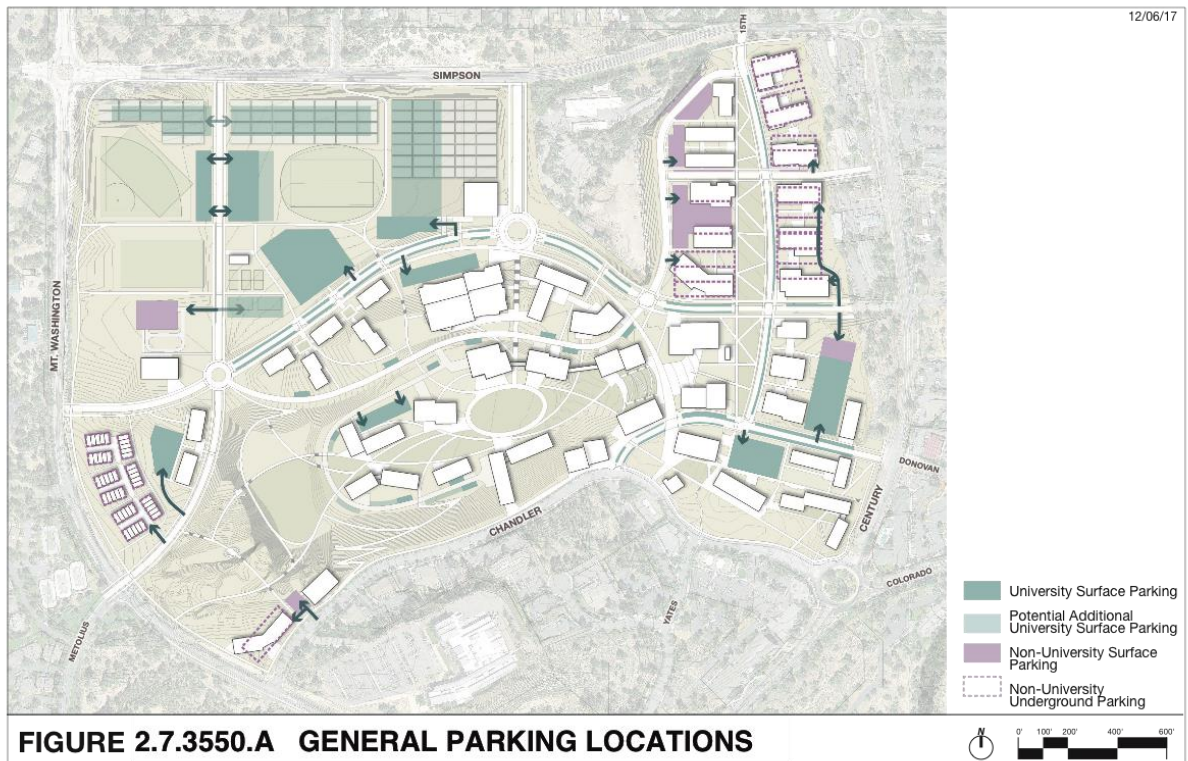 12/06/17
15TH
SIMPSON
MT. WASHINGTON
DONOVAN
CENTURY
CHANDLER
COLORADO
YATES
METOLIUS
University Surface Parking
Potential Additional
University Surface Parking
Non-University Surface
Parking
Non-University
Underground Parking
FIGURE 2.7.3550.A GENERAL PARKING LOCATIONS
N
0' 100' 200' 400' 600'